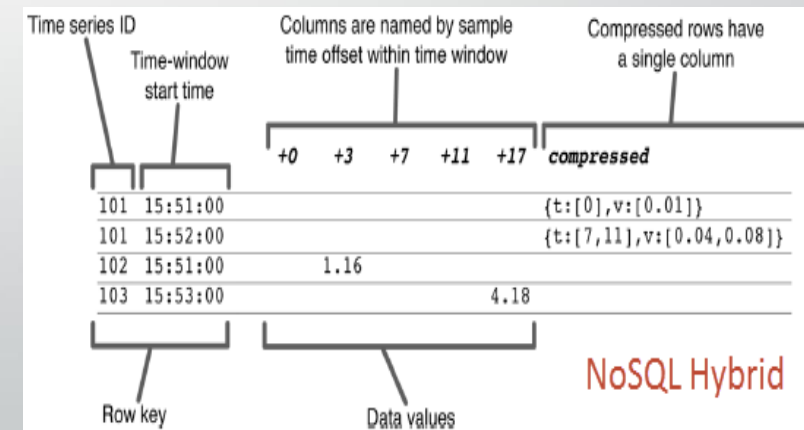 Time series ID
Time-window
start time
Columns are named by sample
time offset within time window
Compressed rows have
a single column
+0 +3 +7 +11 +17 compressed
101 15:51:00 {t:[0],v:[0.01]}
101 15:52:00 {t:[7,11],v:[0.04,0.08]}
102 15:51:00 1.16
103 15:53:00 4.18
Row key
Data values
NoSQL Hybrid